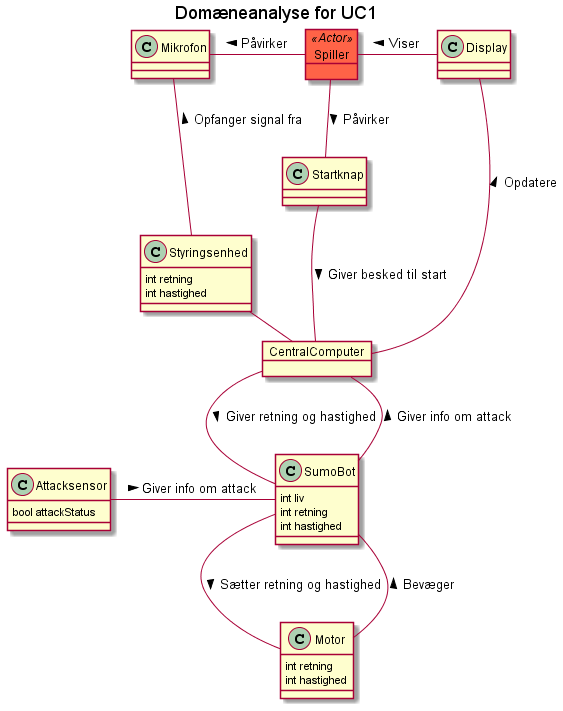 Domæneanalyse for UC1
C Mikrofon
◄ Påvirker
«Actor»
Spiller
◄ Viser
C Display
Opfanger signal fra
Påvirker
C Startknap
Opdatere
C Styringsenhed
int retning
int hastighed
Giver besked til start
CentralComputer
Giver retning og hastighed
Giver info om attack
C Attacksensor
bool attackStatus
► Giver info om attack
C SumoBot
int liv
int retning
int hastighed
Sætter retning og hastighed
Bevæger
C Motor
int retning
int hastighed